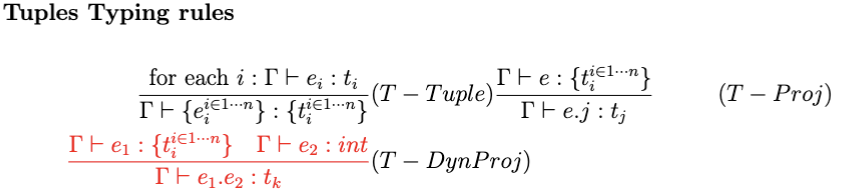 Tuples Typing rules
for each i : Γ ⊢ e_i : t_i
Γ ⊢ {e_i^{i∈1···n}} : {t_i^{i∈1···n}}
(T − Tuple)
Γ ⊢ e : {t_i^{i∈1···n}}
Γ ⊢ e.j : t_j
(T − Proj)
Γ ⊢ e_1 : {t_i^{i∈1···n}} Γ ⊢ e_2 : int
Γ ⊢ e_1.e_2 : t_k
(T − DynProj)